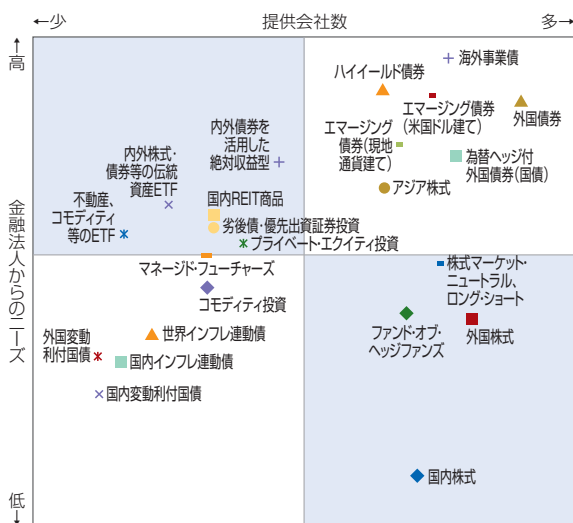 ←少
提供会社数
多→
↑高
金融法人からのニーズ
低↓
海外事業債
ハイイールド債券
エマージング債券
(米国ドル建て)
外国債券
エマージング
債券(現地
通貨建て)
為替ヘッジ付
外国債券(国債)
アジア株式
内外債券を
活用した
絶対収益型
内外株式・
債券等の伝統
資産ETF
不動産、
コモディティ
等のETF
国内REIT商品
劣後債・優先出資証券投資
プライベート・エクイティ投資
マネージド・フューチャーズ
コモディティ投資
株式マーケット・
ニュートラル、
ロング・ショート
世界インフレ連動債
外国変動
利付国債
国内インフレ連動債
国内変動利付国債
ファンド・オブ・
ヘッジファンズ
外国株式
国内株式